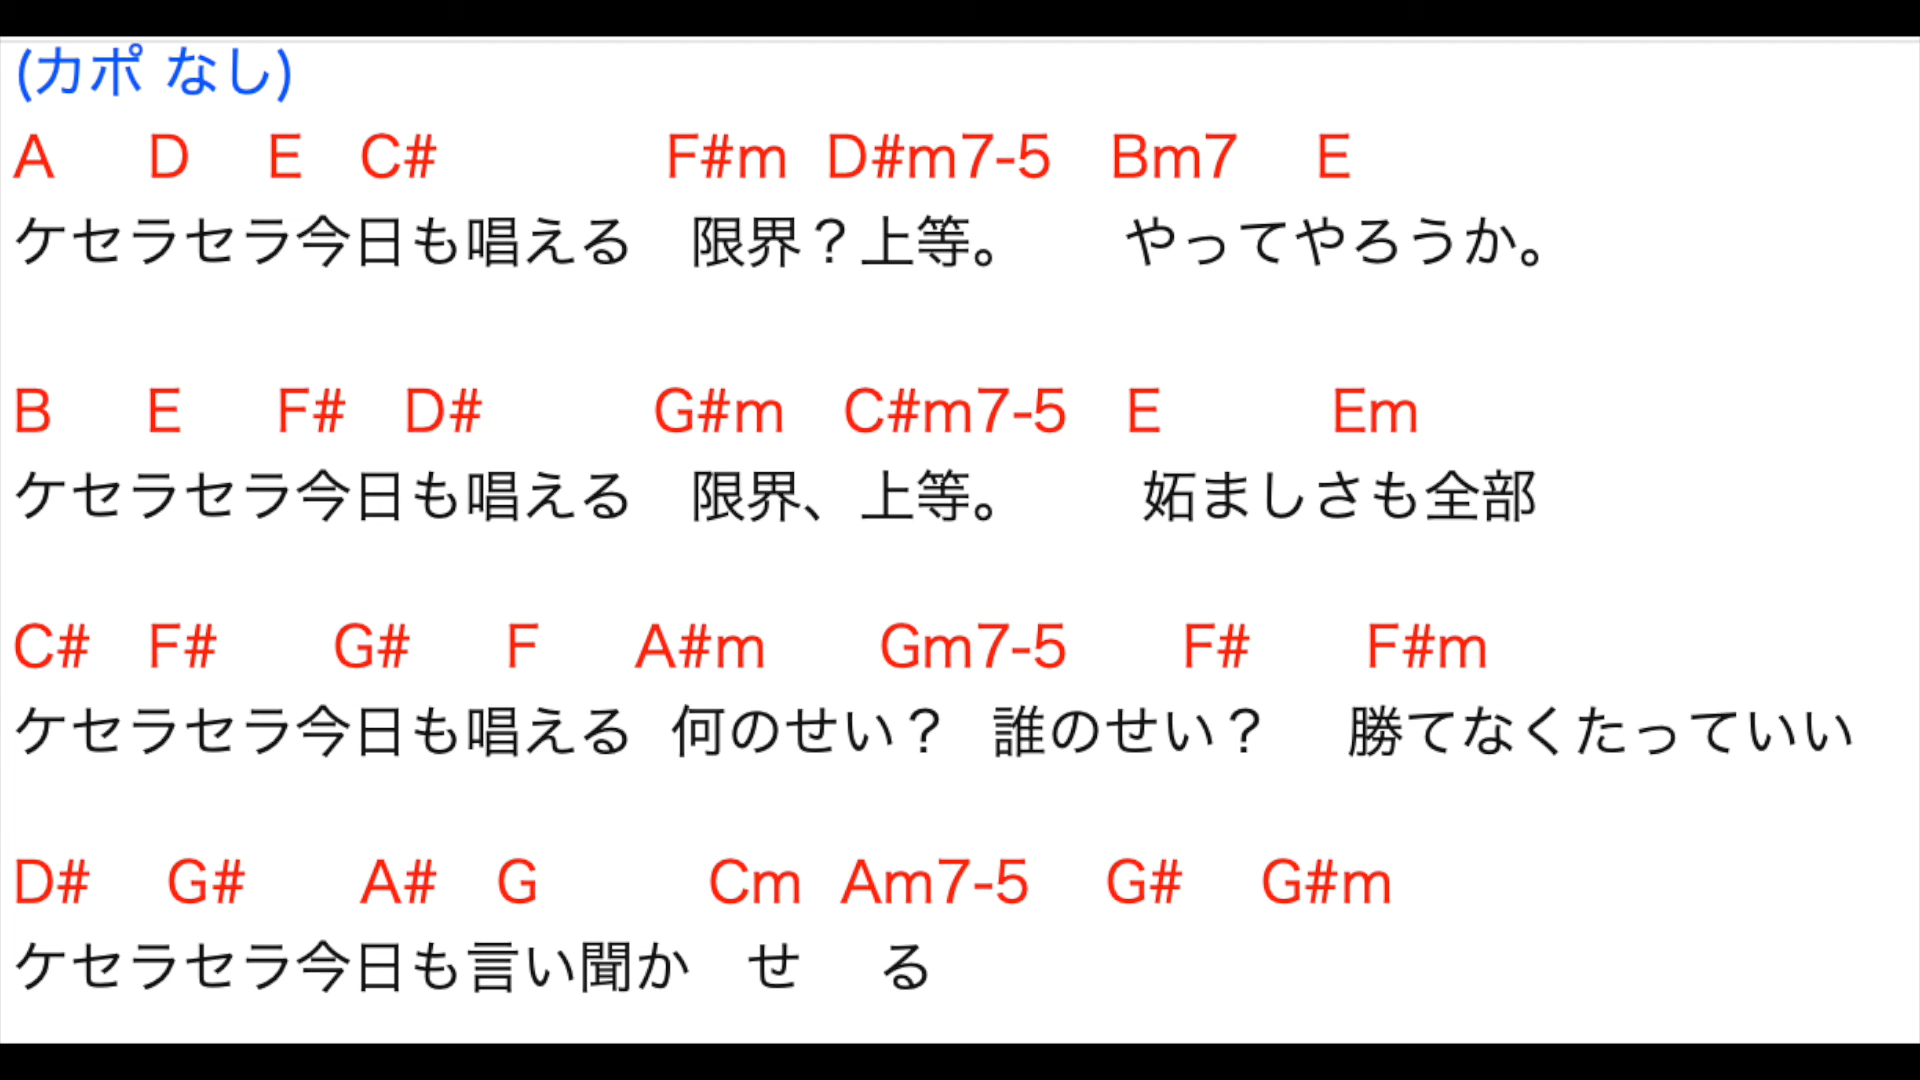 (カポ なし)
A D E C# F#m D#m7-5 Bm7 E
ケセラセラ今日も唱える 限界？上等。 やってやろうか。
B E F# D# G#m C#m7-5 E Em
ケセラセラ今日も唱える 限界、上等。 妬ましさも全部
C# F# G# F A#m Gm7-5 F# F#m
ケセラセラ今日も唱える 何のせい？ 誰のせい？ 勝てなくたっていい
D# G# A# G Cm Am7-5 G# G#m
ケセラセラ今日も言い聞か せ る